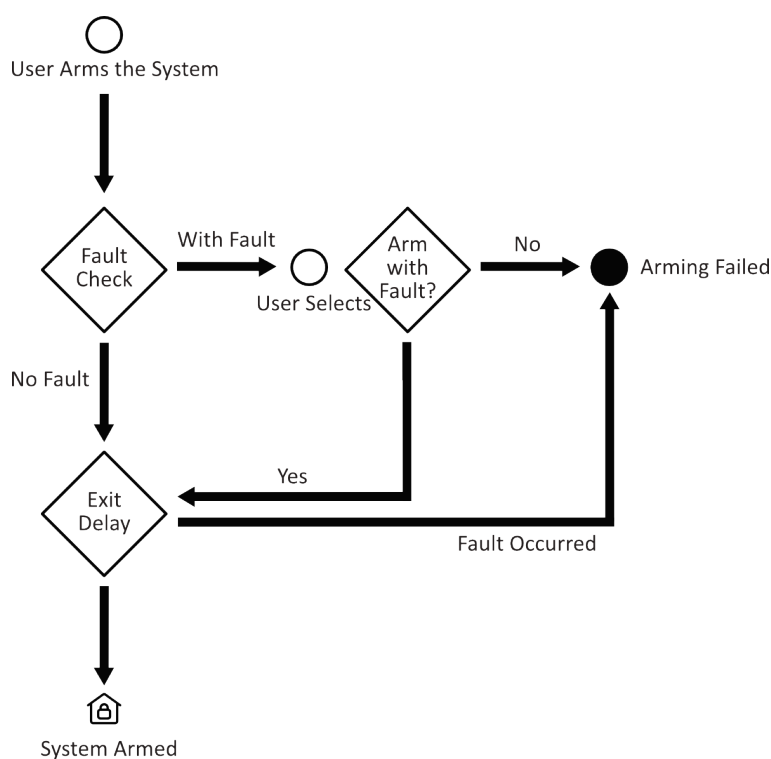 User Arms the System
With Fault
Fault
Check
User Selects
Arm
with
Fault?
No
Arming Failed
No Fault
Yes
Exit
Delay
Fault Occurred
System Armed